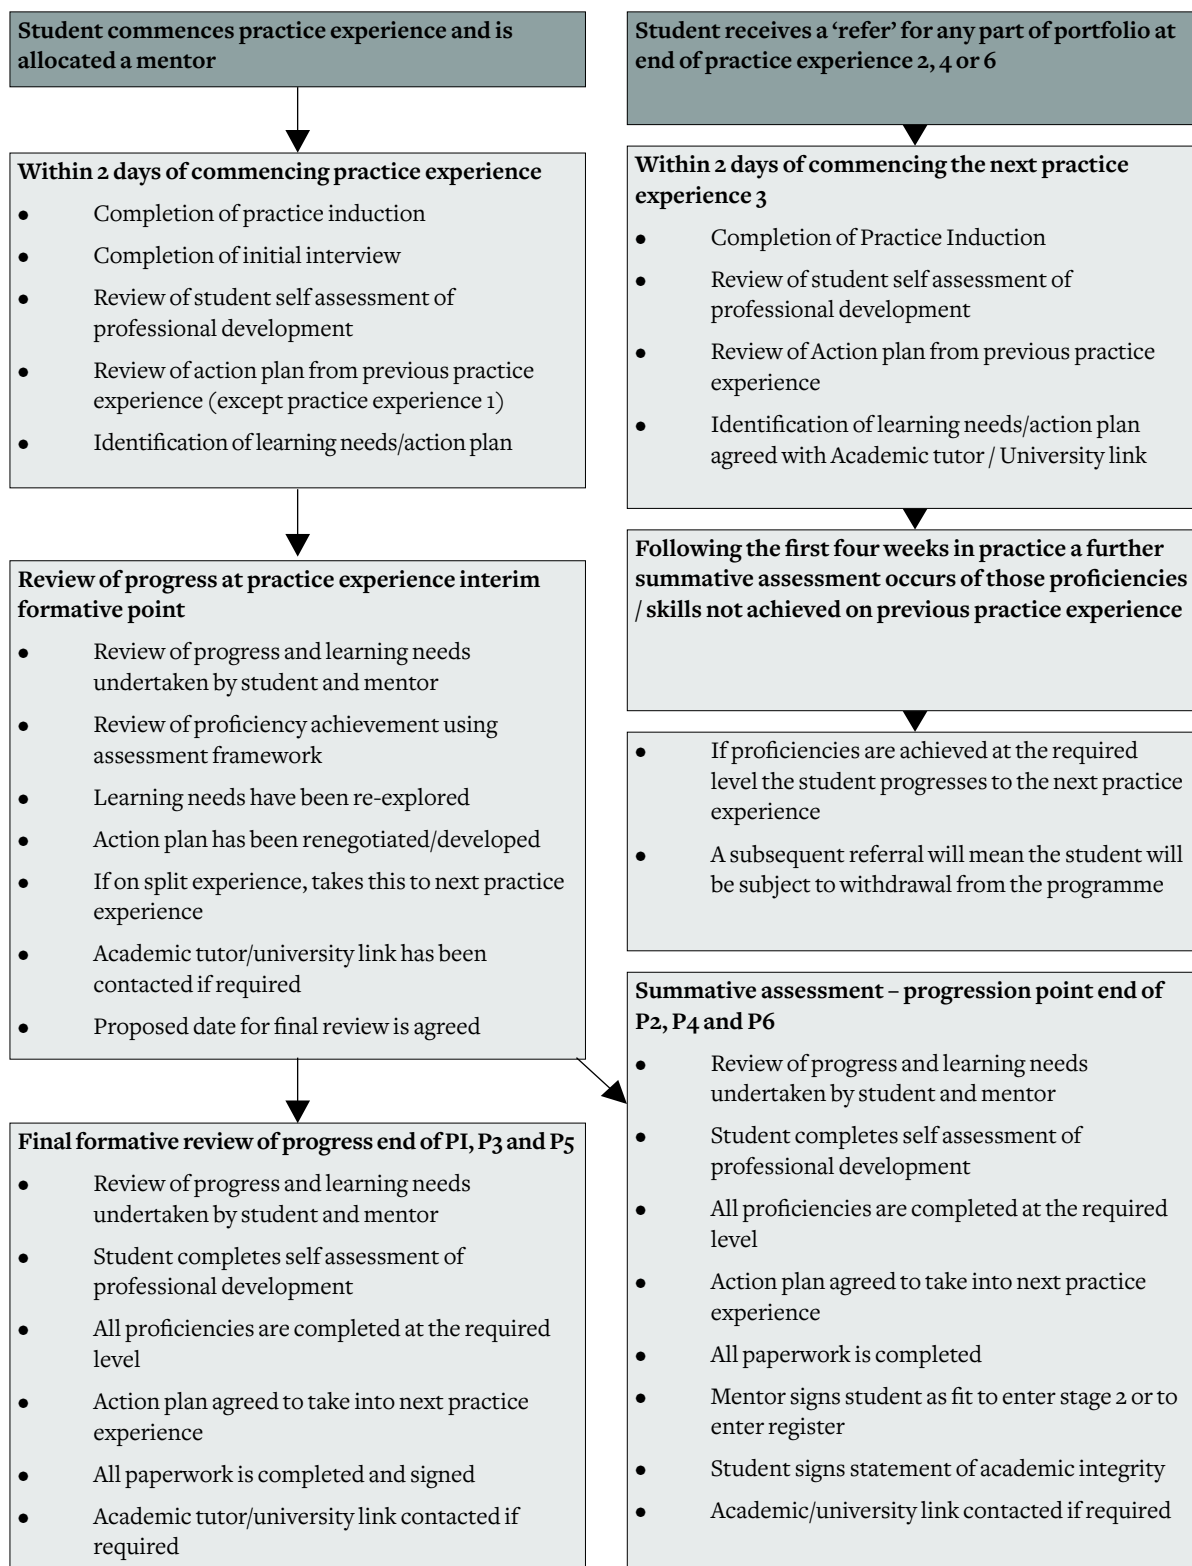 Student commences practice experience and is
allocated a mentor
Within 2 days of commencing practice experience
• Completion of practice induction
• Completion of initial interview
• Review of student self assessment of
professional development
• Review of action plan from previous practice
experience (except practice experience 1)
• Identification of learning needs/action plan
Review of progress at practice experience interim
formative point
• Review of progress and learning needs
undertaken by student and mentor
• Review of proficiency achievement using
assessment framework
• Learning needs have been re-explored
• Action plan has been renegotiated/developed
• If on split experience, takes this to next practice
experience
• Academic tutor/university link has been
contacted if required
• Proposed date for final review is agreed
Final formative review of progress end of PI, P3 and P5
• Review of progress and learning needs
undertaken by student and mentor
• Student completes self assessment of
professional development
• All proficiencies are completed at the required
level
• Action plan agreed to take into next practice
experience
• All paperwork is completed and signed
• Academic tutor/university link contacted if
required
Student receives a ‘refer’ for any part of portfolio at
end of practice experience 2, 4 or 6
Within 2 days of commencing the next practice
experience 3
• Completion of Practice Induction
• Review of student self assessment of
professional development
• Review of Action plan from previous practice
experience
• Identification of learning needs/action plan
agreed with Academic tutor / University link
Following the first four weeks in practice a further
summative assessment occurs of those proficiencies
/ skills not achieved on previous practice experience
• If proficiencies are achieved at the required
level the student progresses to the next practice
experience
• A subsequent referral will mean the student will
be subject to withdrawal from the programme
Summative assessment – progression point end of
P2, P4 and P6
• Review of progress and learning needs
undertaken by student and mentor
• Student completes self assessment of
professional development
• All proficiencies are completed at the required
level
• Action plan agreed to take into next practice
experience
• All paperwork is completed
• Mentor signs student as fit to enter stage 2 or to
enter register
• Student signs statement of academic integrity
• Academic/university link contacted if required